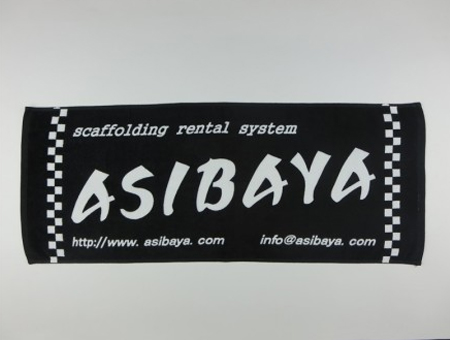 scaffolding rental system
ASIBAYA
http://www. asibaya. com info@asibaya. com